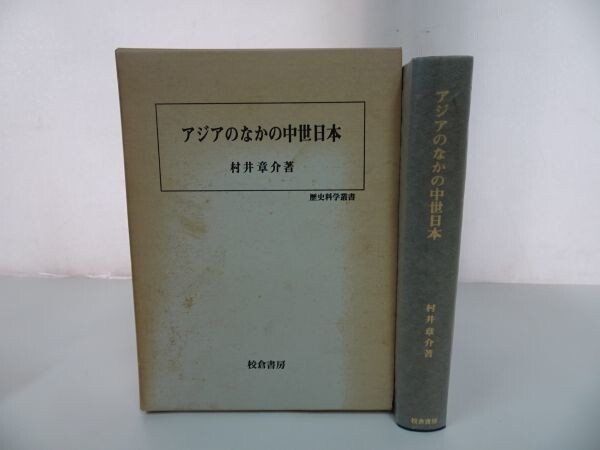 アジアのなかの中世日本
村井章介著
歴史科学叢書
校倉書房
アジアのなかの中世日本
村井章介著
校倉書房